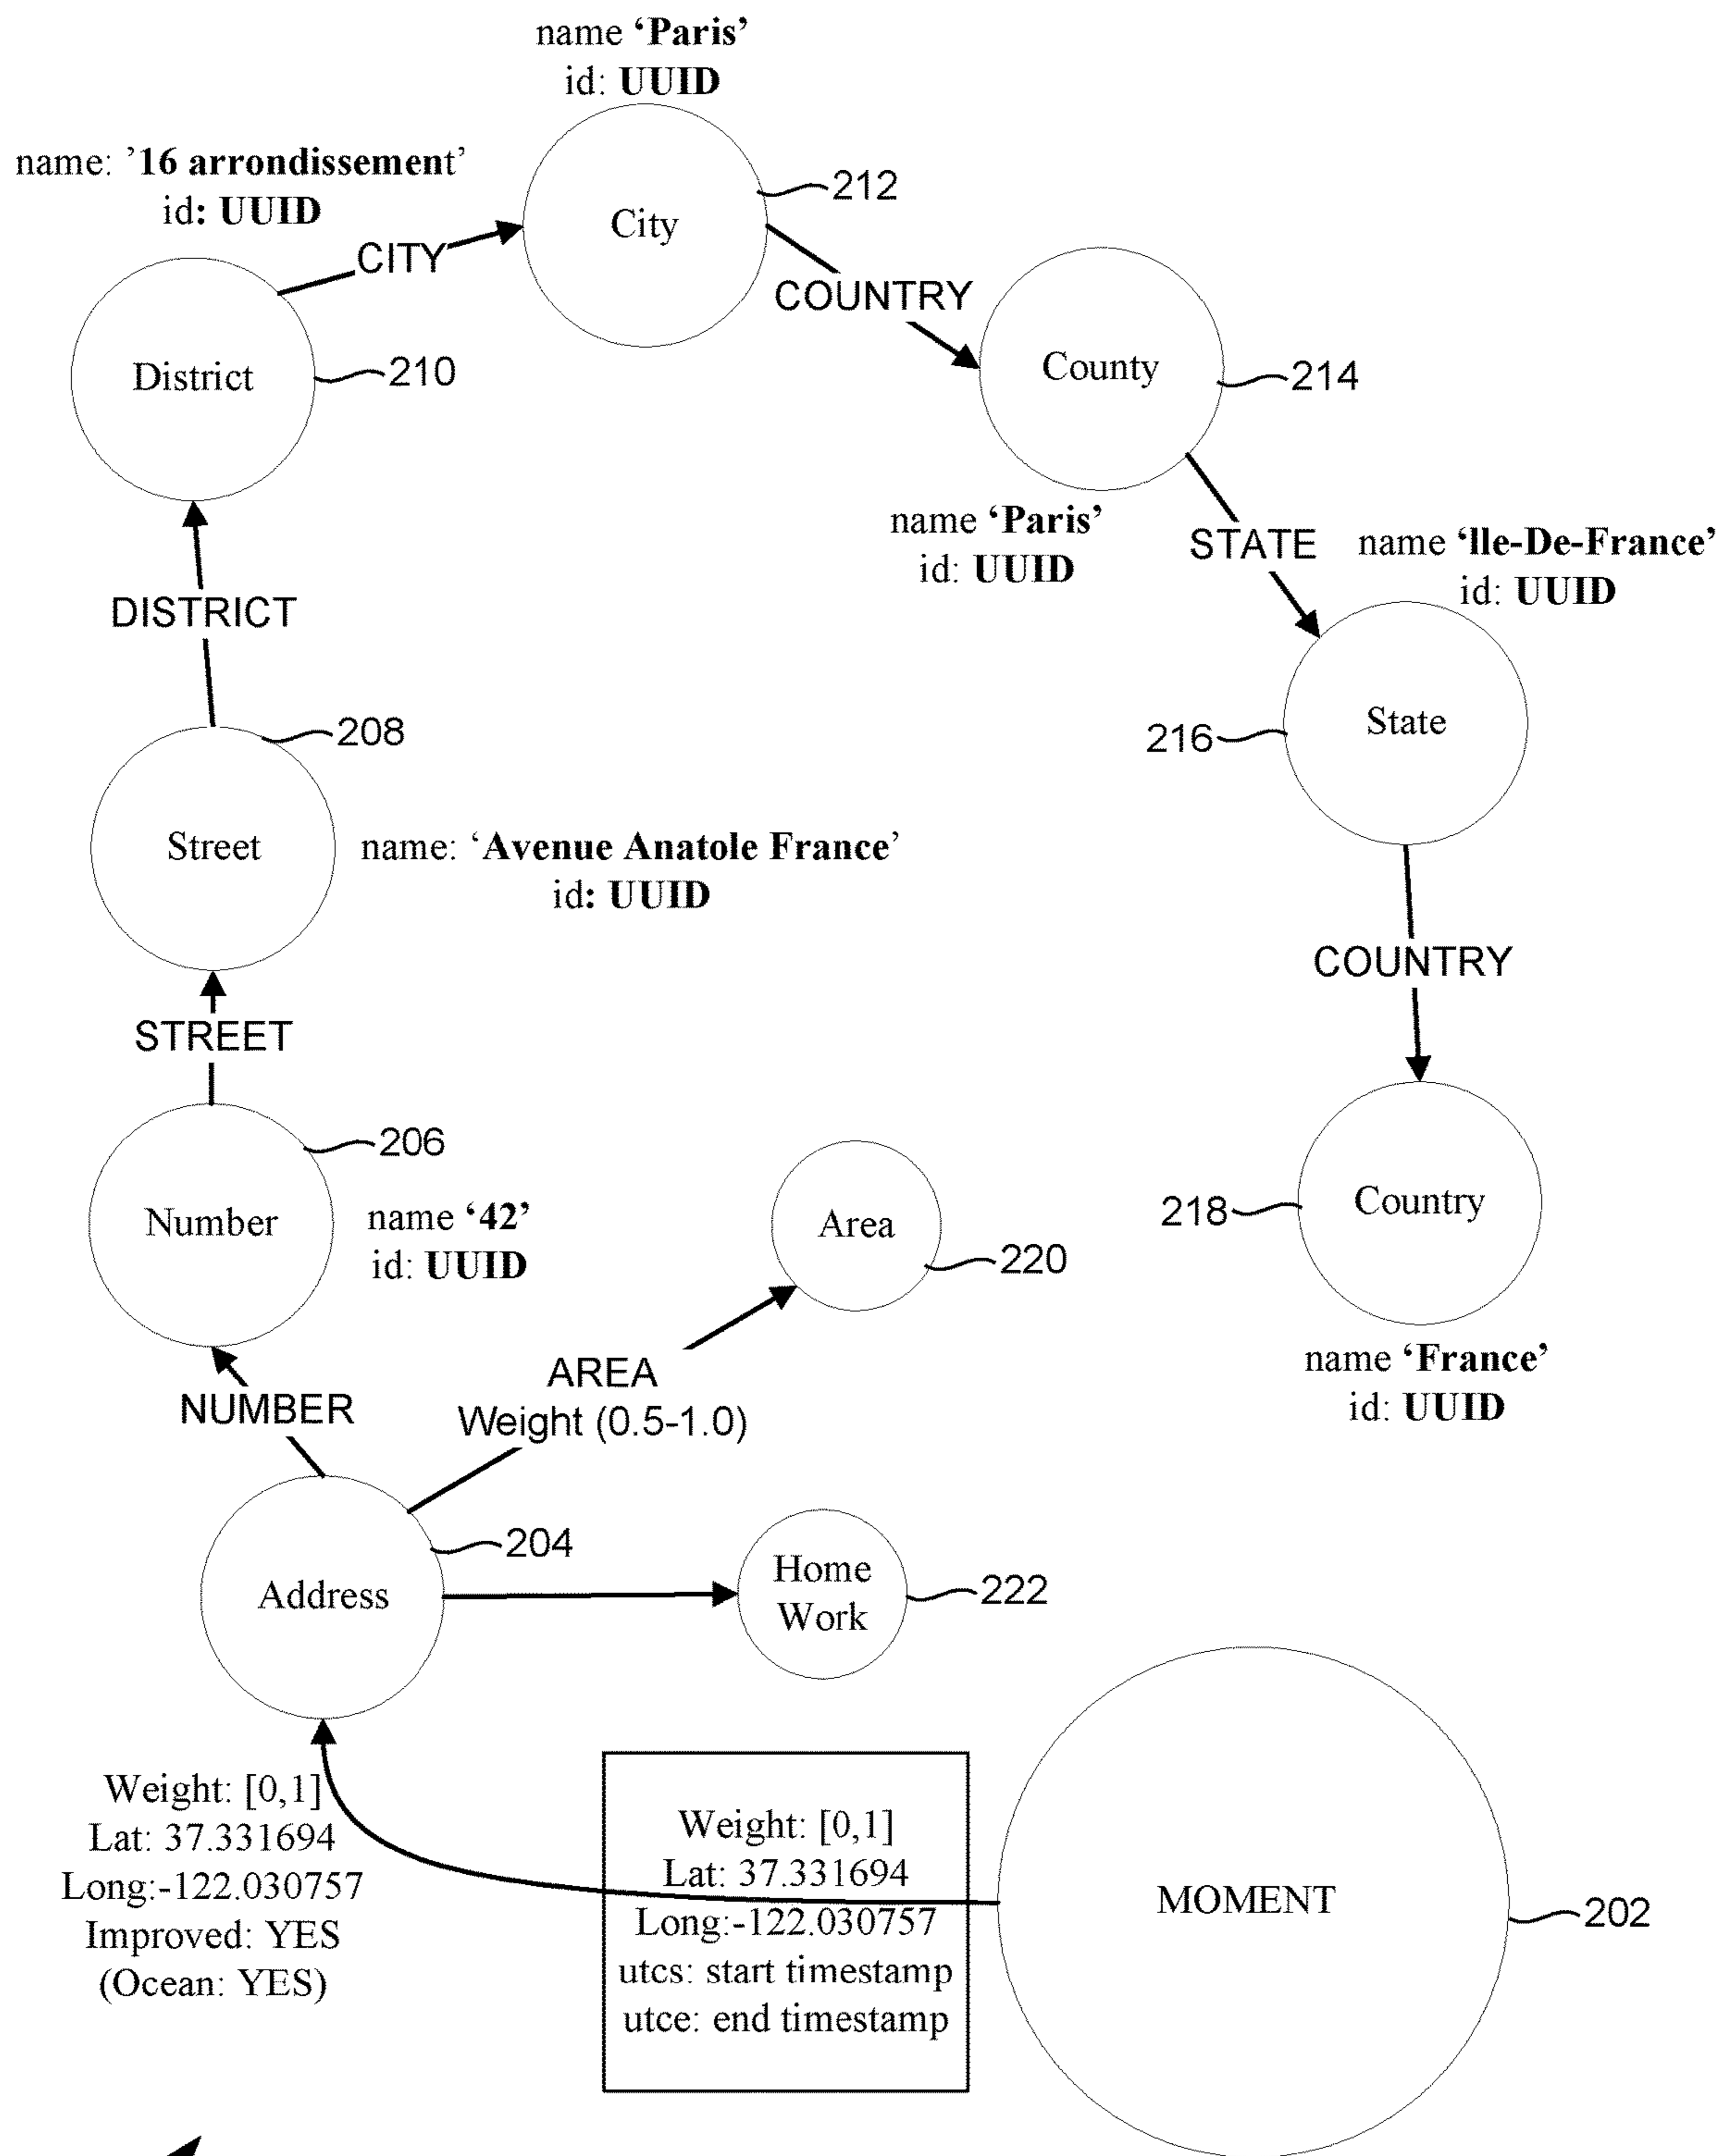 name ‘Paris’
id: UUID
name: ’16 arrondissement’
id: UUID
212
City
CITY
COUNTRY
District
210
County
214
name ‘Paris’
id: UUID
STATE
name ‘Ile-De-France’
id: UUID
DISTRICT
208
216
State
Street
name: ‘Avenue Anatole France’
id: UUID
COUNTRY
STREET
206
Number
name ‘42’
id: UUID
Area
220
218
Country
name ‘France’
id: UUID
NUMBER
AREA
Weight (0.5-1.0)
204
Address
Home
Work
222
Weight: [0,1]
Lat: 37.331694
Long:-122.030757
Improved: YES
(Ocean: YES)
Weight: [0,1]
Lat: 37.331694
Long:-122.030757
utcs: start timestamp
utce: end timestamp
MOMENT
202